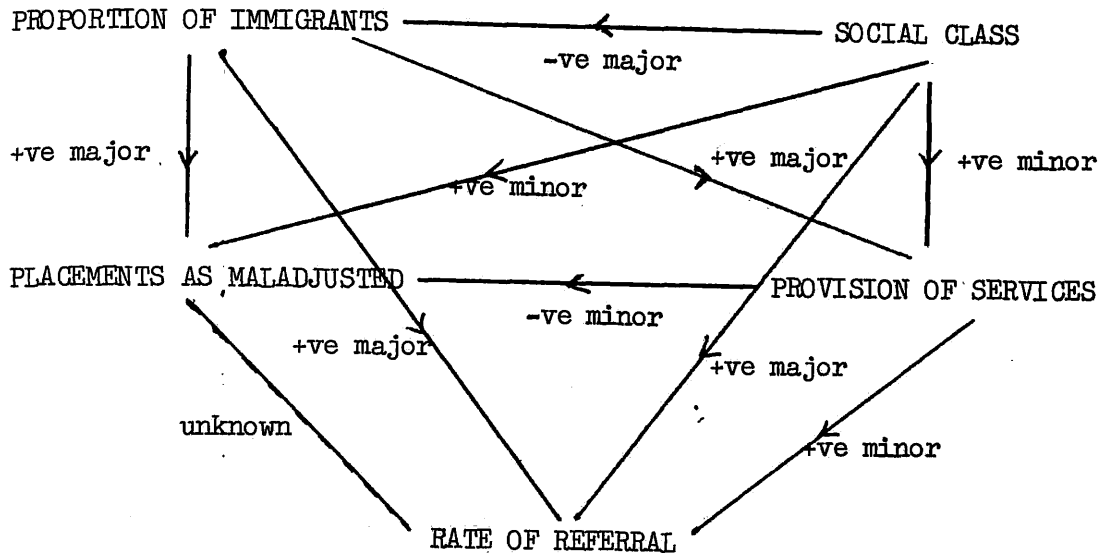 PROPORTION OF IMMIGRANTS
SOCIAL CLASS
-ve major
+ve major
+ve major
+ve minor
+ve minor
PLACEMENTS AS MALADJUSTED
PROVISION OF SERVICES
-ve minor
+ve major
+ve major
unknown
+ve minor
RATE OF REFERRAL